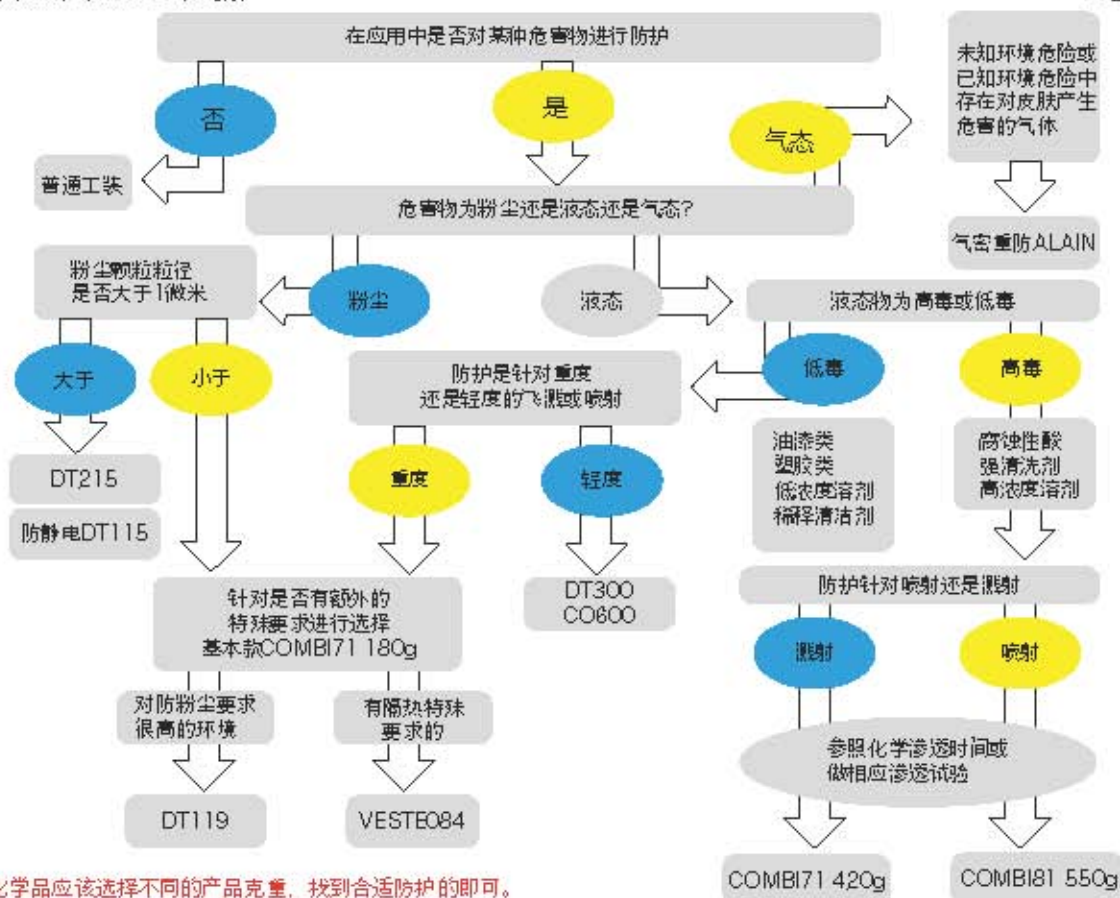 在应用中是否对某种危害物进行防护
未知环境危险或
已知环境危险中
存在对皮肤产生
危害的气体
否
是
气态
普通工装
危害物为粉尘还是液态还是气态?
气密重防ALAIN
粉尘颗粒粒径
是否大于1微米
粉尘
液态
液态物为高毒或低毒
大于
小于
防护是针对重度
还是轻度的飞溅或喷射
低毒
高毒
油漆类
塑胶类
低浓度溶剂
稀释清洁剂
腐蚀性酸
强清洗剂
高浓度溶剂
DT215
防静电DT115
重度
轻度
针对是否有额外的
特殊要求进行选择
基本款COMBI71 180g
DT300
CO600
防护针对喷射还是溅射
溅射
喷射
对防粉尘要求
很高的环境
有隔热特殊
要求的
参照化学渗透时间或
做相应渗透试验
DT119
VESTE084
COMBI71 420g
COMBI81 550g
化学品应该选择不同的产品克重，找到合适防护的即可。